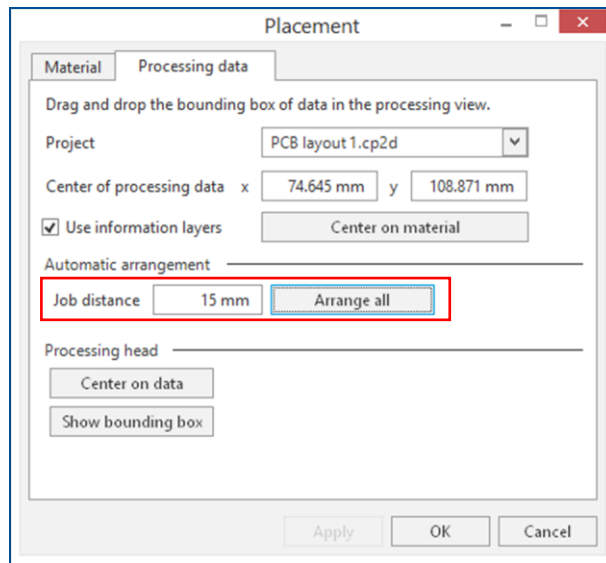 Placement
Material Processing data
Drag and drop the bounding box of data in the processing view.
Project PCB layout 1.cp2d
Center of processing data x 74.645 mm y 108.871 mm
Use information layers Center on material
Automatic arrangement
Job distance 15 mm Arrange all
Processing head
Center on data
Show bounding box
Apply OK Cancel